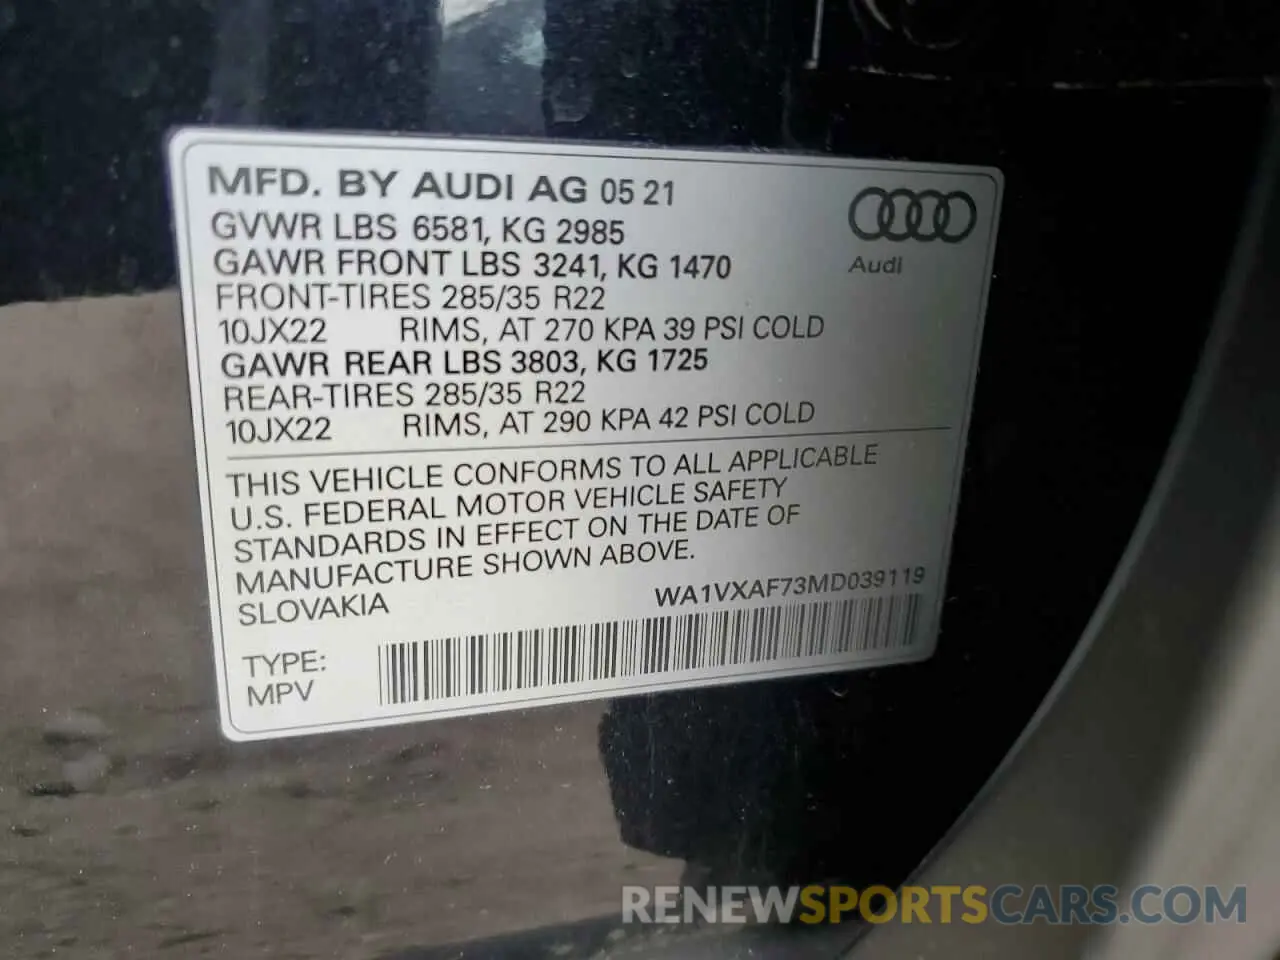 MFD. BY AUDI AG 05 21
GVWR LBS 6581, KG 2985
GAWR FRONT LBS 3241, KG 1470
FRONT-TIRES 285/35 R22
10JX22 RIMS, AT 270 KPA 39 PSI COLD
GAWR REAR LBS 3803, KG 1725
REAR-TIRES 285/35 R22
10JX22 RIMS, AT 290 KPA 42 PSI COLD
Audi
THIS VEHICLE CONFORMS TO ALL APPLICABLE
U.S. FEDERAL MOTOR VEHICLE SAFETY
STANDARDS IN EFFECT ON THE DATE OF
MANUFACTURE SHOWN ABOVE.
SLOVAKIA
WA1VXAF73MD039119
TYPE:
MPV
RENEWSPORTSCARS.COM